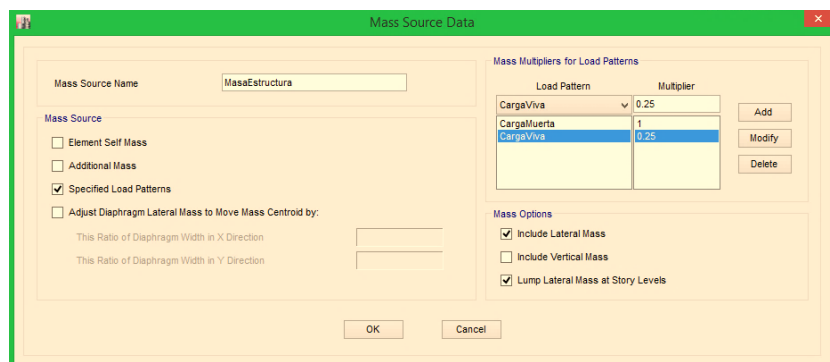 Mass Source Data
Mass Source Name
MasaEstructura
Mass Source
Element Self Mass
Additional Mass
Specified Load Patterns
Adjust Diaphragm Lateral Mass to Move Mass Centroid by:
This Ratio of Diaphragm Width in X Direction
This Ratio of Diaphragm Width in Y Direction
Mass Multipliers for Load Patterns
Load Pattern Multiplier
CargaViva 0.25
CargaMuerta 1
CargaViva 0.25
Add
Modify
Delete
Mass Options
Include Lateral Mass
Include Vertical Mass
Lump Lateral Mass at Story Levels
OK Cancel